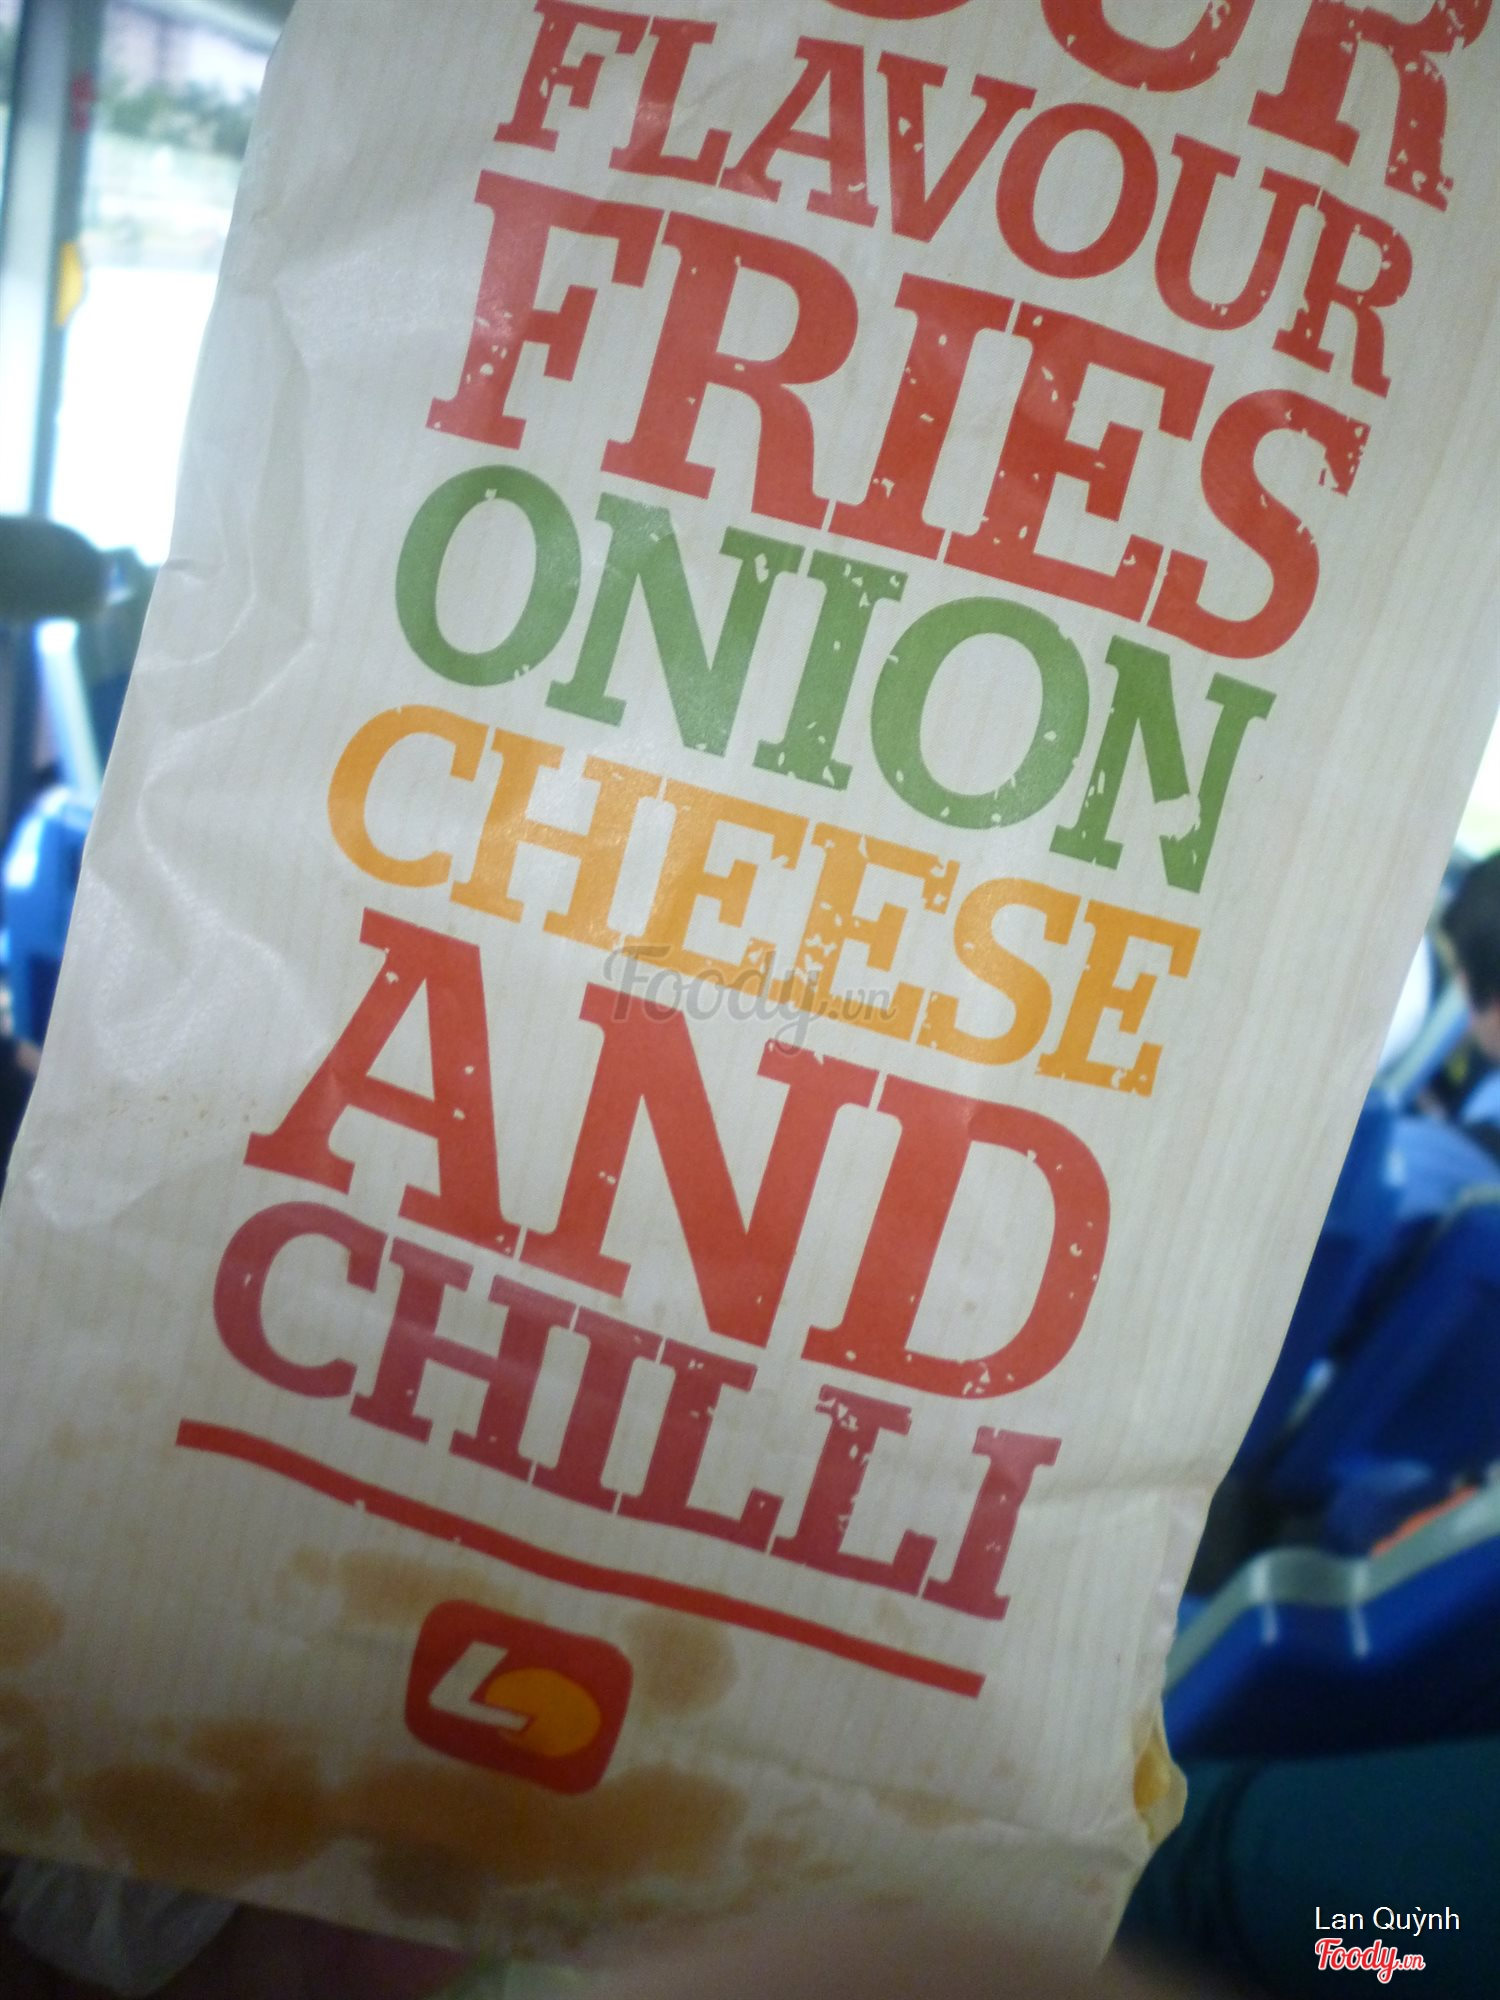 FLAVOUR
FRIES
ONION
CHEESE
AND
CHILLI
L
Foody.vn
Lan Quỳnh
Foody.vn